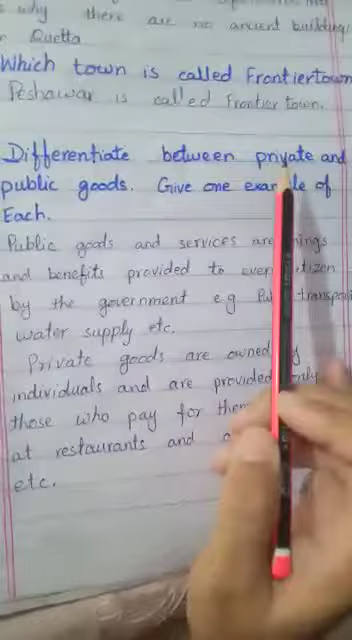 why there are no ancient building
Quetta
Which town is called Frontiertown
Peshawar is called Frontier town.
Differentiate between private and
public goods. Give one example of
Each.
Public goods and services are things
and benefits provided to every citizen
by the government e.g transport
water supply etc.
Private goods are owned by
individuals and are provided only
those who pay for them
at restaurants and
etc.